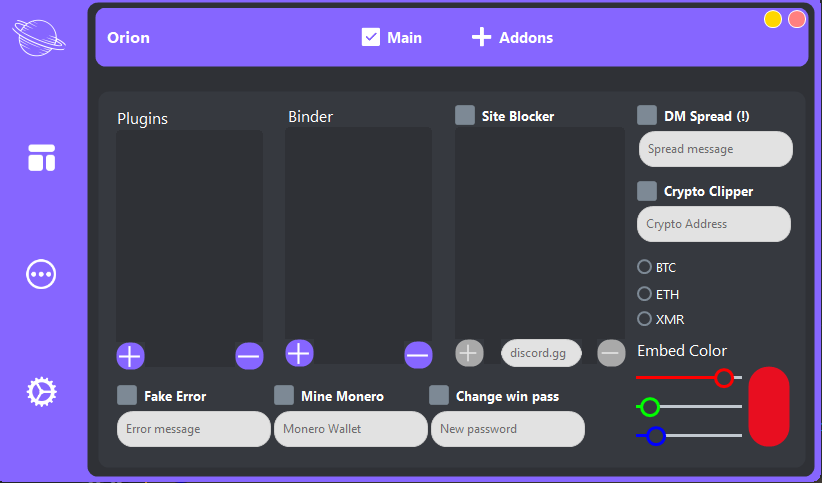 Orion
Main
Addons
Plugins
Binder
Site Blocker
DM Spread (!)
Spread message
Crypto Clipper
Crypto Address
BTC
ETH
XMR
discord.gg
Embed Color
Fake Error
Mine Monero
Change win pass
Error message
Monero Wallet
New password